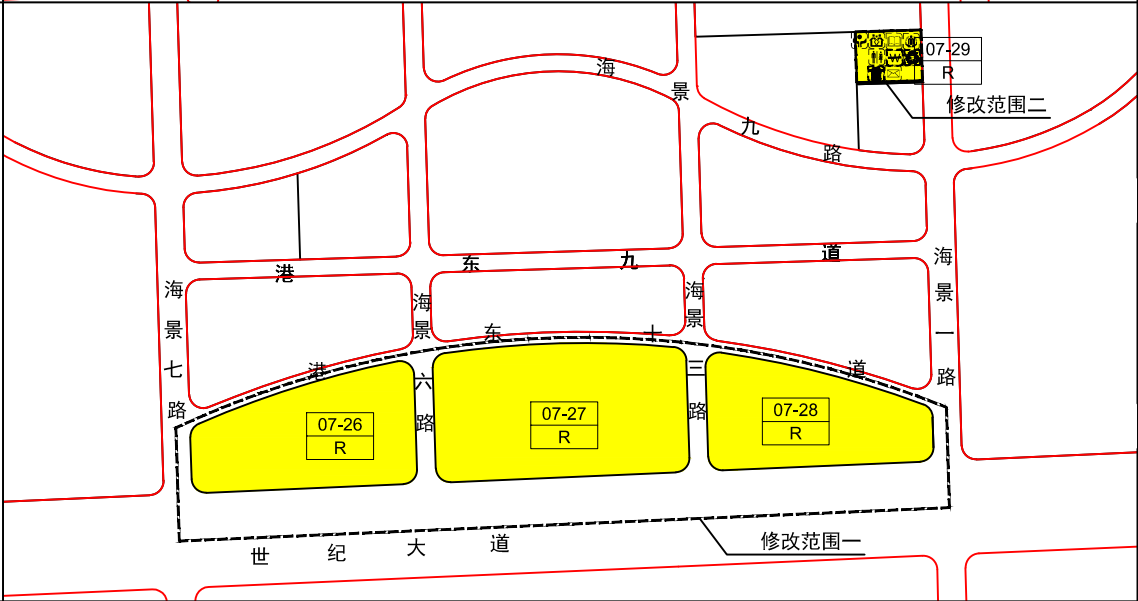 07-29
R
修改范围二
海景九路
港东九道
海景七路
海景六路
海景三路
海景一路
港东十道
07-26
R
07-27
R
07-28
R
修改范围一
世纪大道